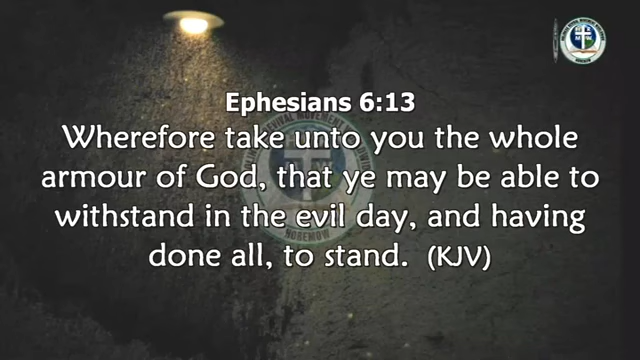 Ephesians 6:13
Wherefore take unto you the whole
armour of God, that ye may be able to
withstand in the evil day, and having
done all, to stand. (KJV)